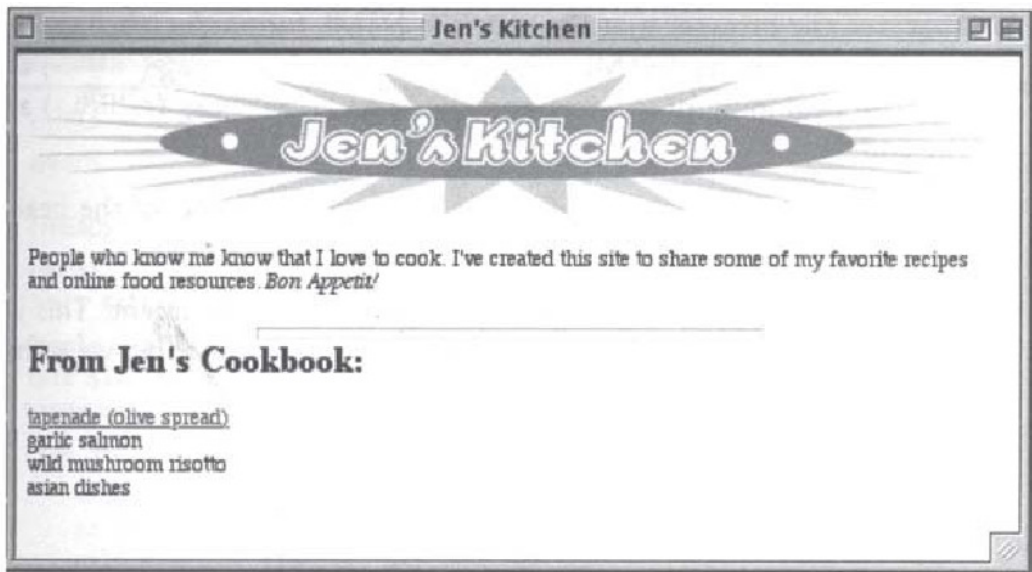 Jen's Kitchen
Jen's Kitchen
People who know me know that I love to cook. I've created this site to share some of my favorite recipes
and online food resources. Bon Appetit!
From Jen's Cookbook:
tapenade (olive spread)
garlic salmon
wild mushroom risotto
asian dishes